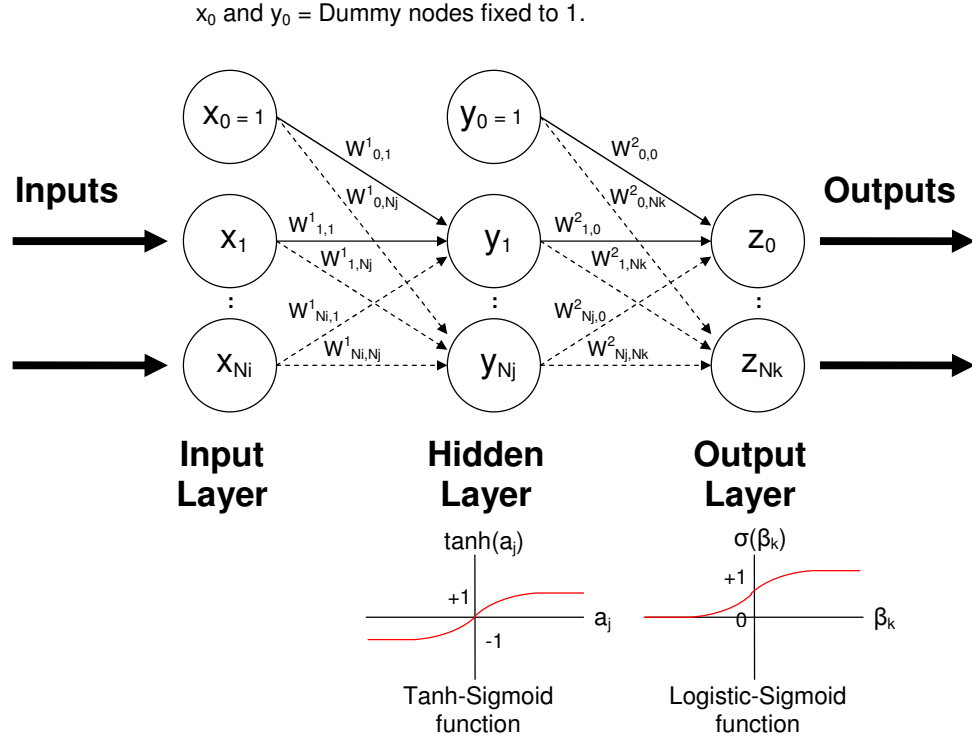 x₀ and y₀ = Dummy nodes fixed to 1.
x₀ = 1
y₀ = 1
W¹₀,₁
W²₀,₀
Inputs
W¹₀,Nj
W²₀,Nk
Outputs
x₁
W¹₁,₁
y₁
W²₁,₀
z₀
W¹₁,Nj
W²₁,Nk
:
:
:
W¹Ni,1
W²Nj,0
xNi
W¹Ni,Nj
yNj
W²Nj,Nk
zNk
Input
Layer
Hidden
Layer
Output
Layer
tanh(aⱼ)
+1
aⱼ
-1
Tanh-Sigmoid
function
σ(βₖ)
+1
0
βₖ
Logistic-Sigmoid
function